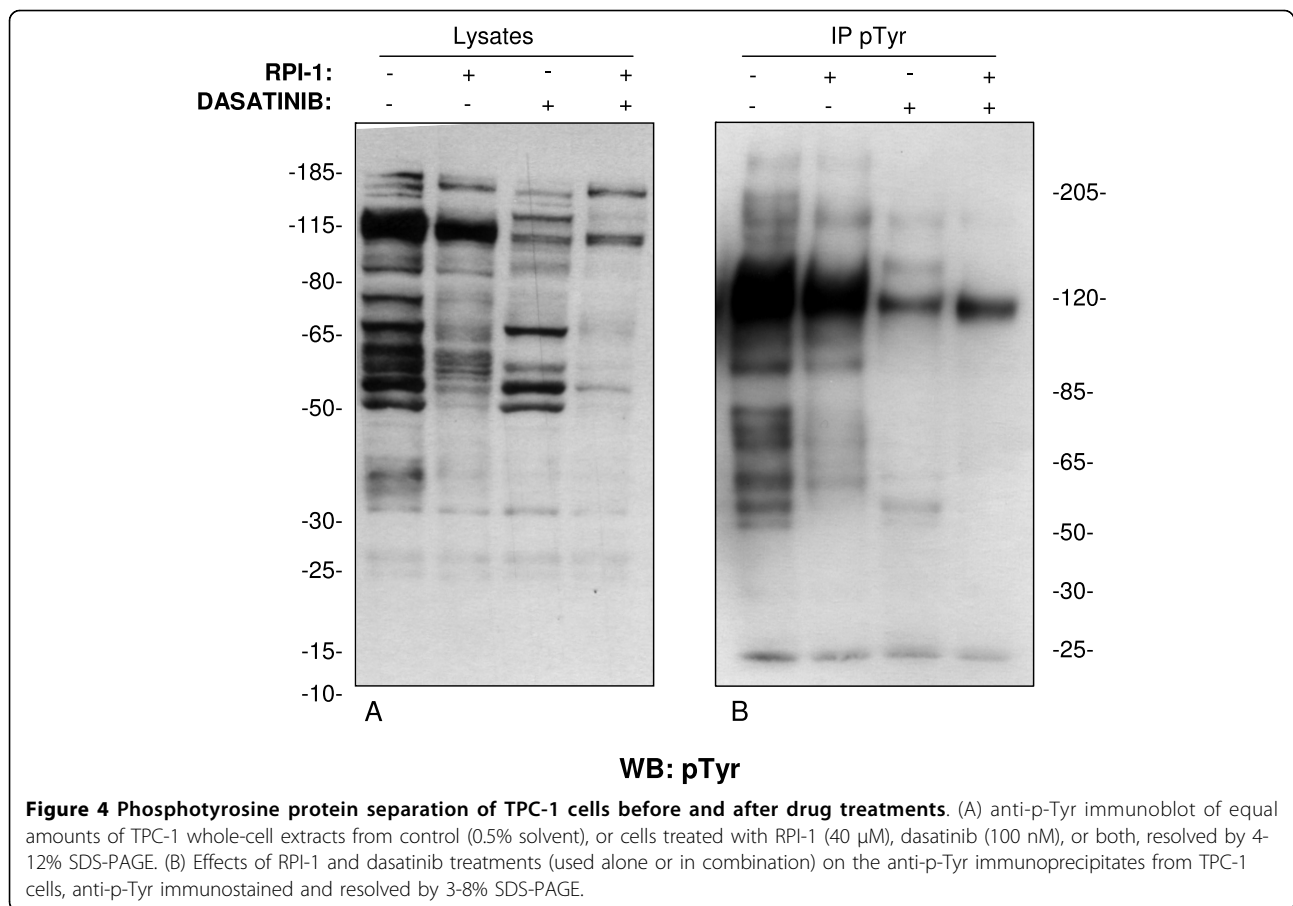 Lysates
IP pTyr
RPI-1: - + - + - + - +
DASATINIB: - - + + - - + +
-185-
-115-
-80-
-65-
-50-
-30-
-25-
-15-
-10-
-205-
-120-
-85-
-65-
-50-
-30-
-25-
A
B
WB: pTyr
Figure 4 Phosphotyrosine protein separation of TPC-1 cells before and after drug treatments. (A) anti-p-Tyr immunoblot of equal
amounts of TPC-1 whole-cell extracts from control (0.5% solvent), or cells treated with RPI-1 (40 μM), dasatinib (100 nM), or both, resolved by 4-
12% SDS-PAGE. (B) Effects of RPI-1 and dasatinib treatments (used alone or in combination) on the anti-p-Tyr immunoprecipitates from TPC-1
cells, anti-p-Tyr immunostained and resolved by 3-8% SDS-PAGE.